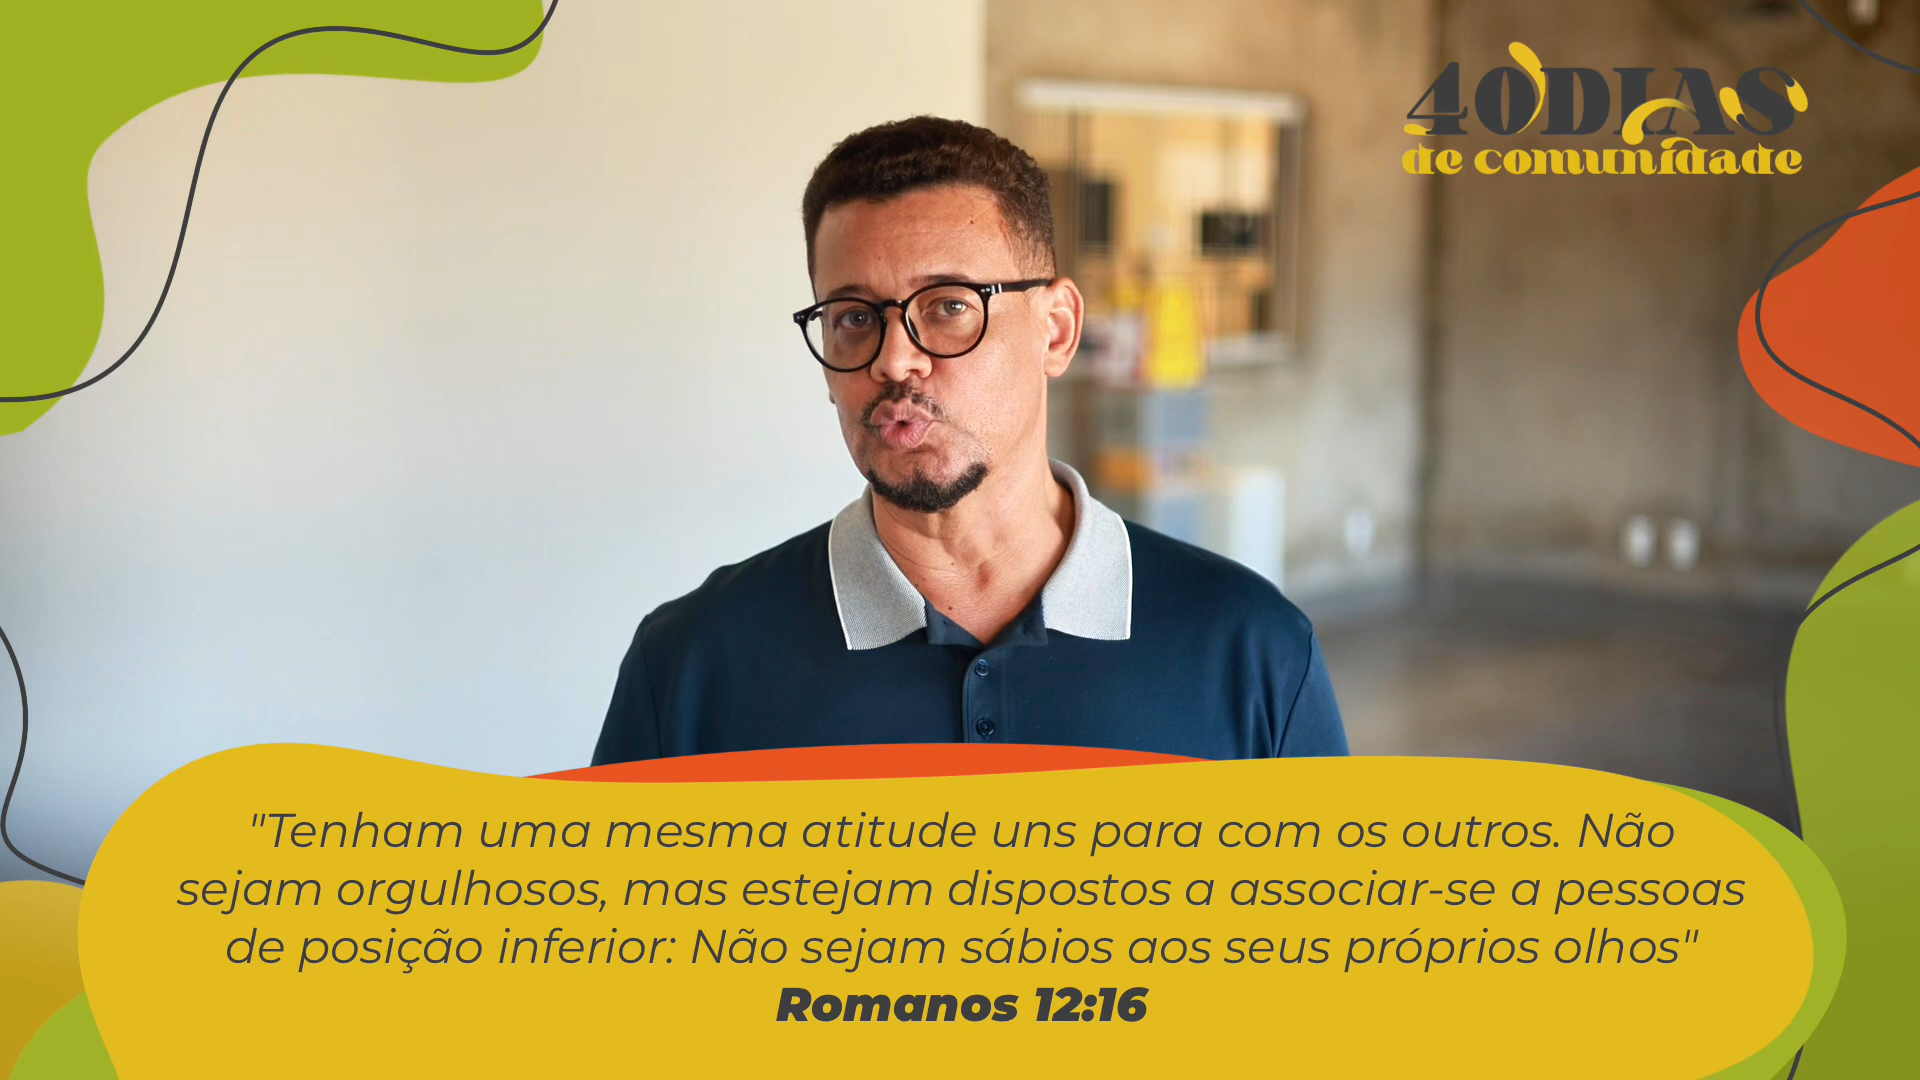 40DIAS
de comunidade
"Tenham uma mesma atitude uns para com os outros. Não
sejam orgulhosos, mas estejam dispostos a associar-se a pessoas
de posição inferior: Não sejam sábios aos seus próprios olhos"
Romanos 12:16